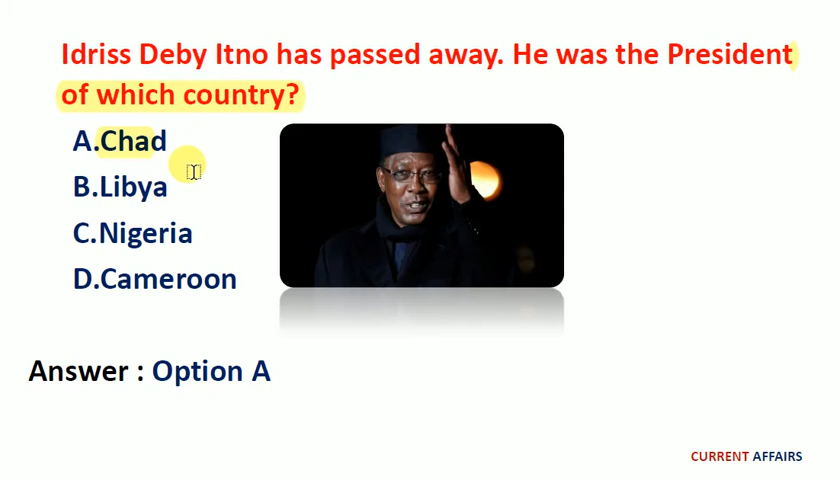 Idriss Deby Itno has passed away. He was the President
of which country?
A.Chad
B.Libya
C.Nigeria
D.Cameroon
Answer : Option A
CURRENT AFFAIRS